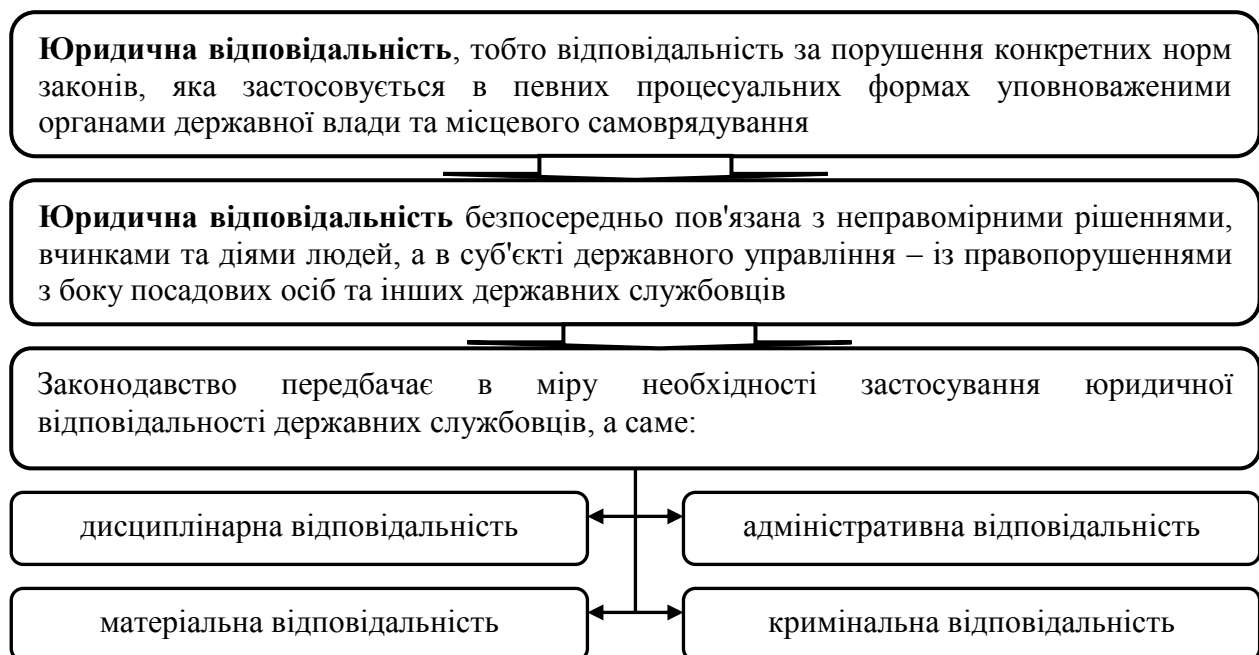 Юридична відповідальність, тобто відповідальність за порушення конкретних норм
законів, яка застосовується в певних процесуальних формах уповноваженими
органами державної влади та місцевого самоврядування
Юридична відповідальність безпосередньо пов'язана з неправомірними рішеннями,
вчинками та діями людей, а в суб'єкті державного управління – із правопорушеннями
з боку посадових осіб та інших державних службовців
Законодавство передбачає в міру необхідності застосування юридичної
відповідальності державних службовців, а саме:
дисциплінарна відповідальність
адміністративна відповідальність
матеріальна відповідальність
кримінальна відповідальність